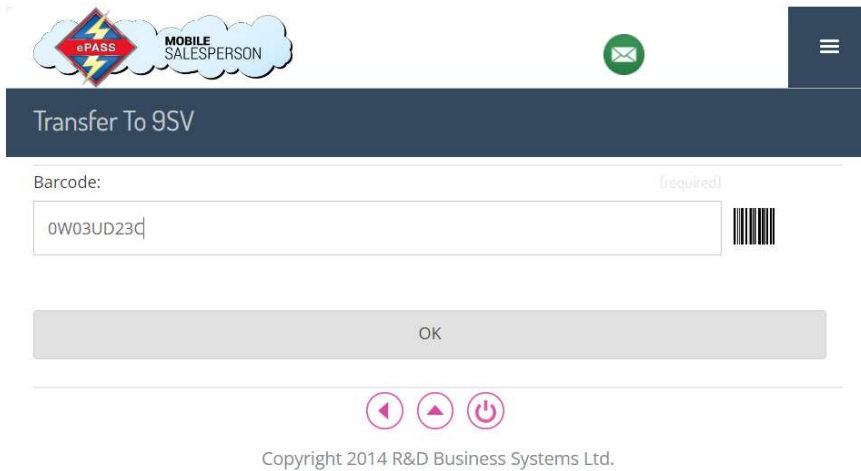 ePASS
MOBILE
SALESPERSON
Transfer To 9SV
Barcode:
(required)
0W03UD23C
OK
Copyright 2014 R&D Business Systems Ltd.